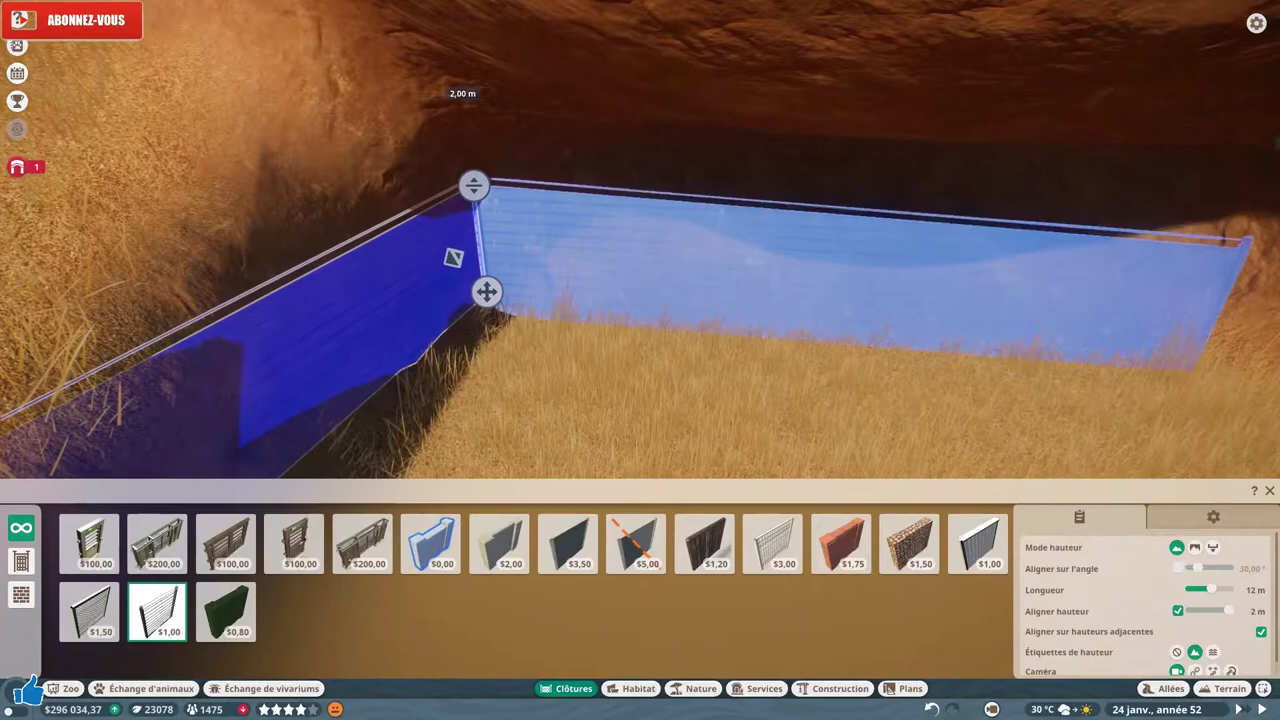 ABONNEZ-VOUS
2,00 m
1
? ×
$100,00 $200,00 $100,00 $100,00 $200,00 $0,00 $2,00 $3,50 $5,00 $1,20 $3,00 $1,75 $1,50 $1,00
$1,50 $1,00 $0,80
Mode hauteur
Aligner sur l'angle 30,00 °
Longueur 12 m
Aligner hauteur 2 m
Aligner sur hauteurs adjacentes
Étiquettes de hauteur
Caméra
Zoo Échange d'animaux Échange de vivariums Clôtures Habitat Nature Services Construction Plans Allées Terrain
$296 034,37 23078 1475 30 °C 24 janv., année 52